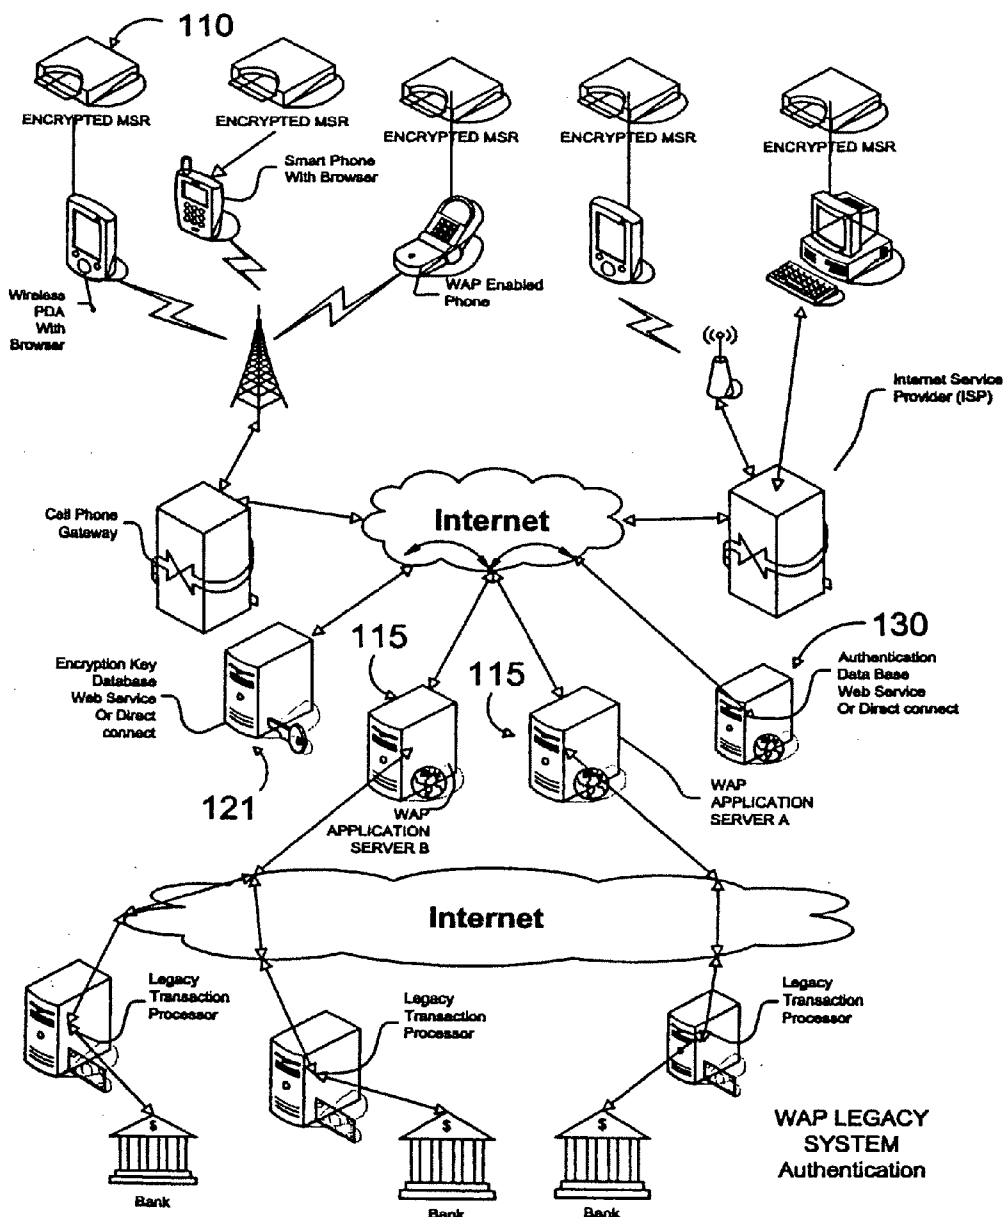 110
ENCRYPTED MSR
ENCRYPTED MSR
ENCRYPTED MSR
ENCRYPTED MSR
ENCRYPTED MSR
Smart Phone
With Browser
Wireless
PDA
With
Browser
WAP Enabled
Phone
Internet Service
Provider (ISP)
Cell Phone
Gateway
Internet
115
115
130
Encryption Key
Database
Web Service
Or Direct
connect
Authentication
Data Base
Web Service
Or Direct connect
121
WAP
APPLICATION
SERVER B
WAP
APPLICATION
SERVER A
Internet
Legacy
Transaction
Processor
Legacy
Transaction
Processor
Legacy
Transaction
Processor
$
$
$
Bank
Bank
Bank
WAP LEGACY
SYSTEM
Authentication